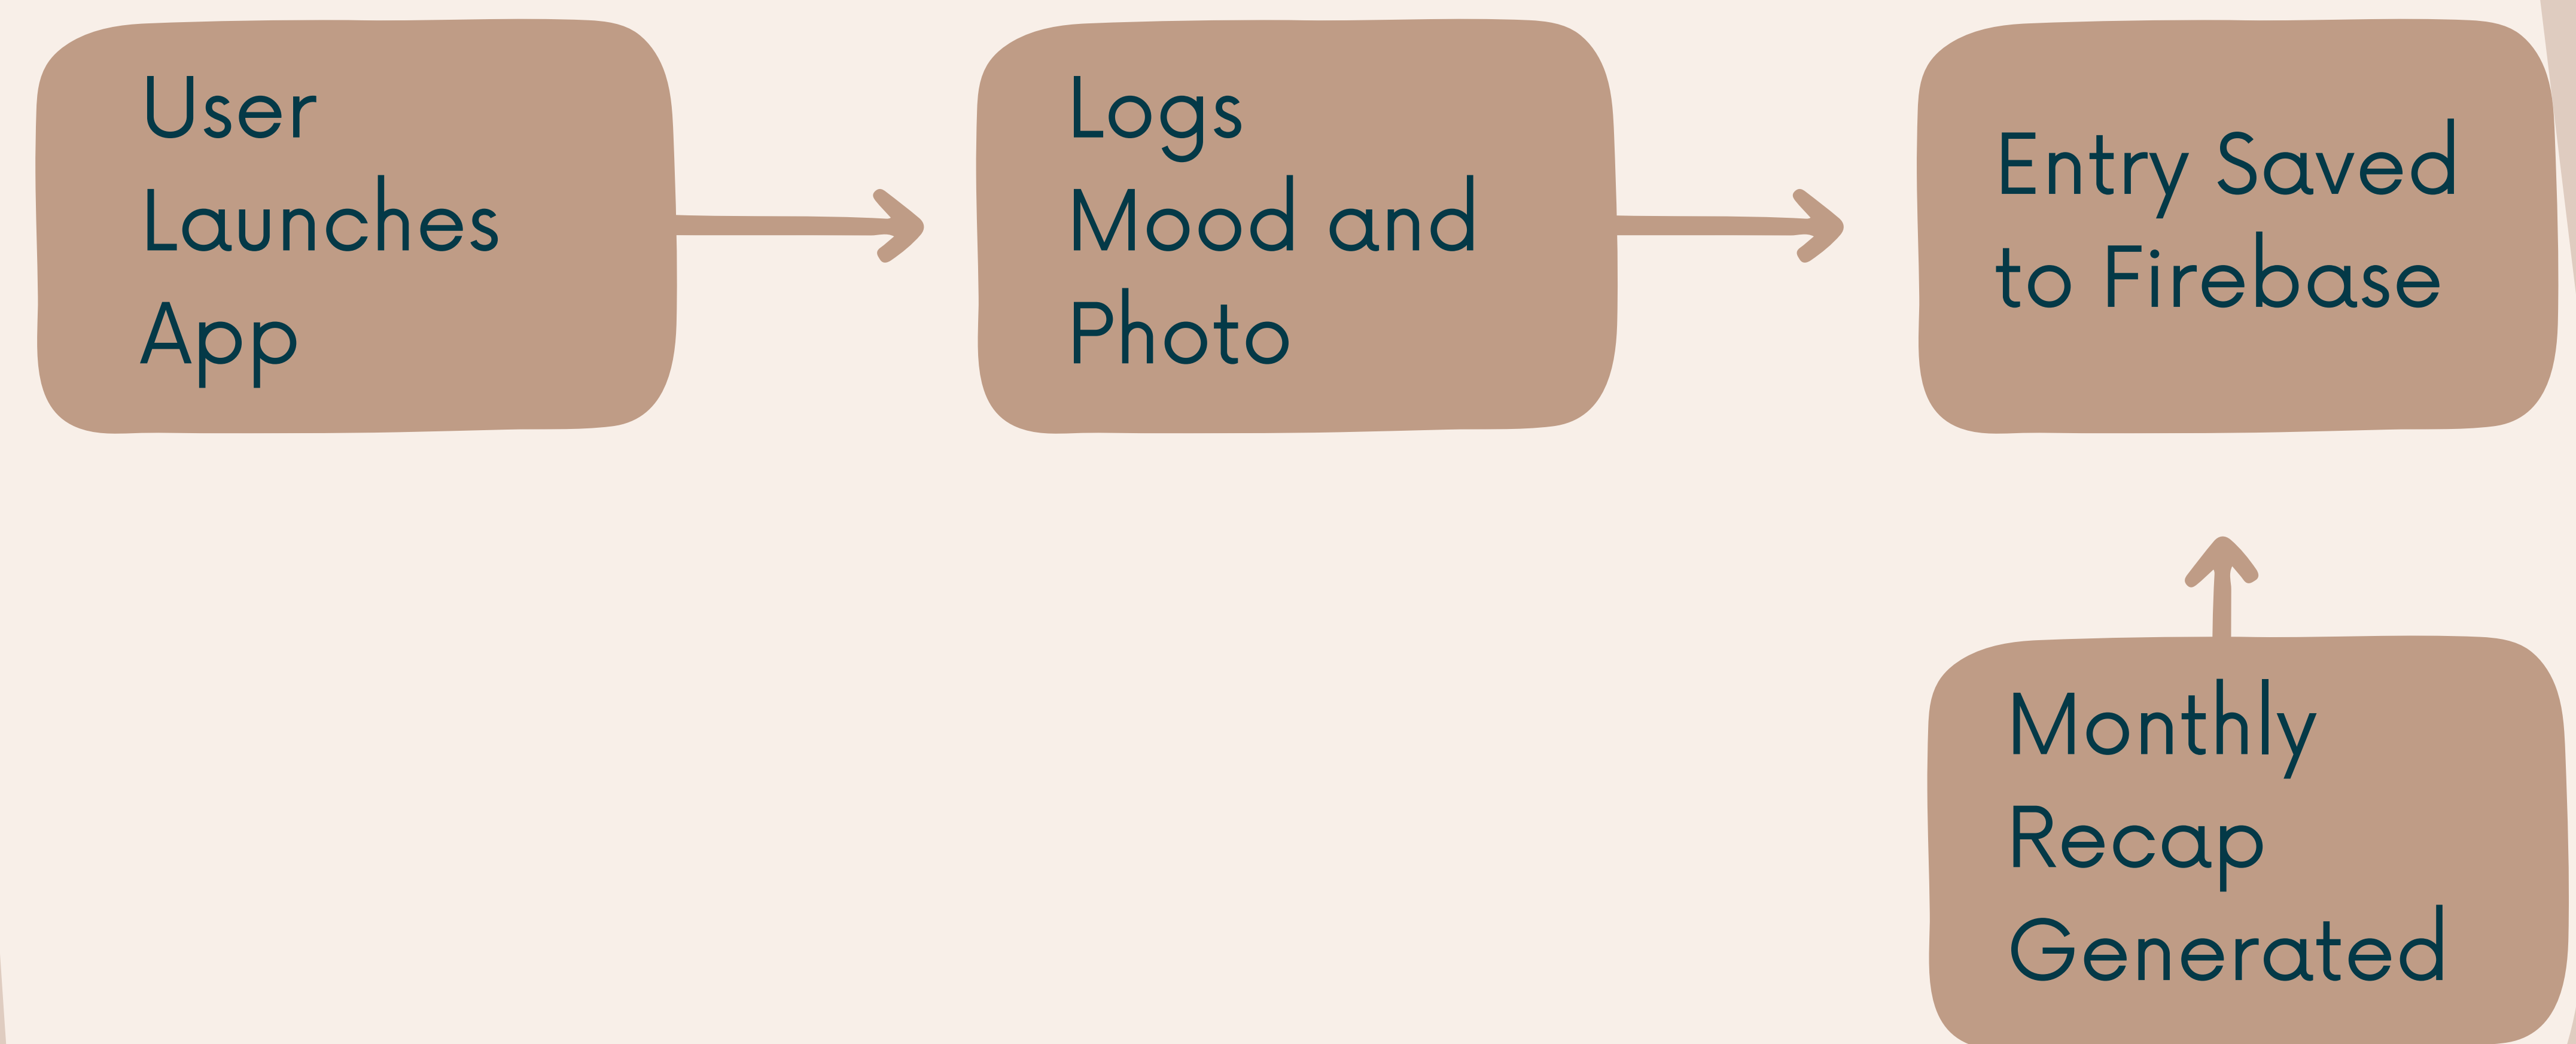 User
Launches
App
Logs
Mood and
Photo
Entry Saved
to Firebase
Monthly
Recap
Generated